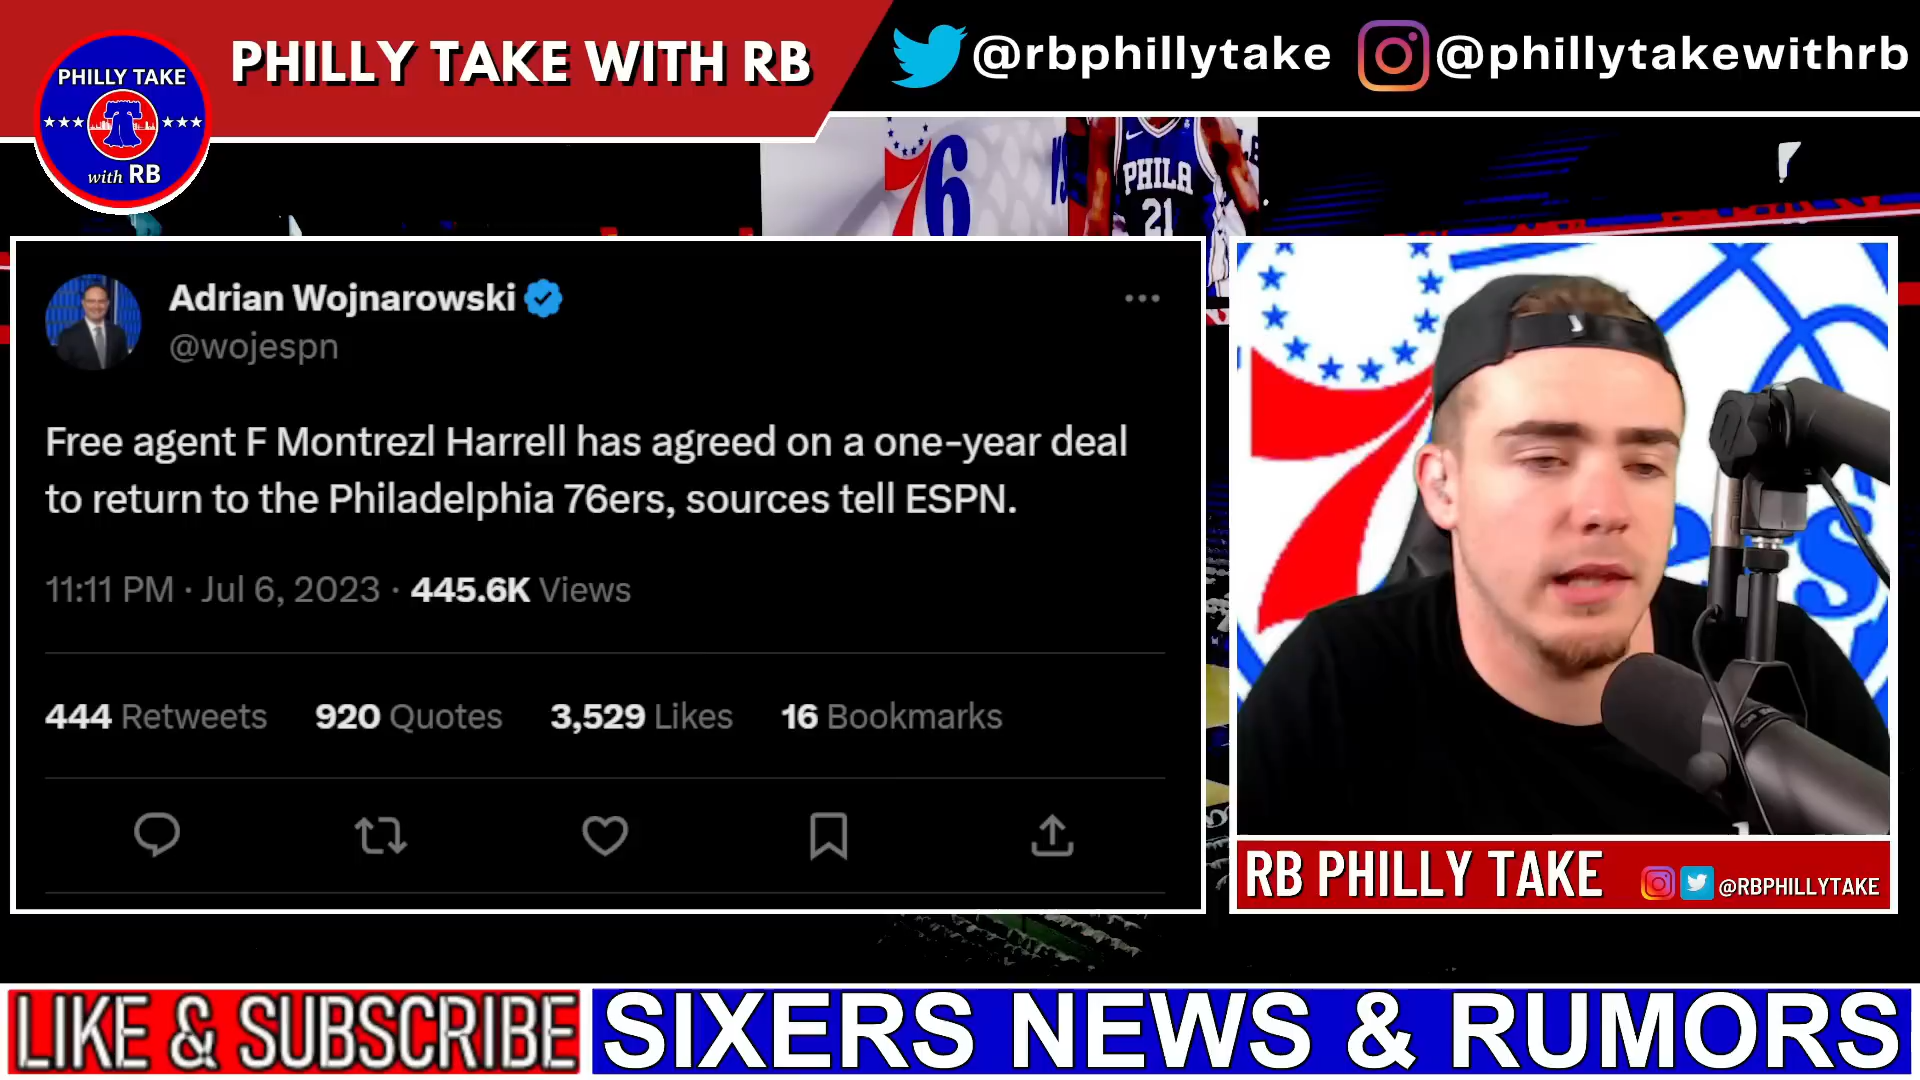 PHILLY TAKE
with RB
PHILLY TAKE WITH RB
@rbphillytake
@phillytakewithrb
76
PHILA
21
Adrian Wojnarowski
@wojespn
Free agent F Montrezl Harrell has agreed on a one-year deal
to return to the Philadelphia 76ers, sources tell ESPN.
11:11 PM · Jul 6, 2023 · 445.6K Views
444 Retweets 920 Quotes 3,529 Likes 16 Bookmarks
RB PHILLY TAKE
@RBPHILLYTAKE
LIKE & SUBSCRIBE
SIXERS NEWS & RUMORS